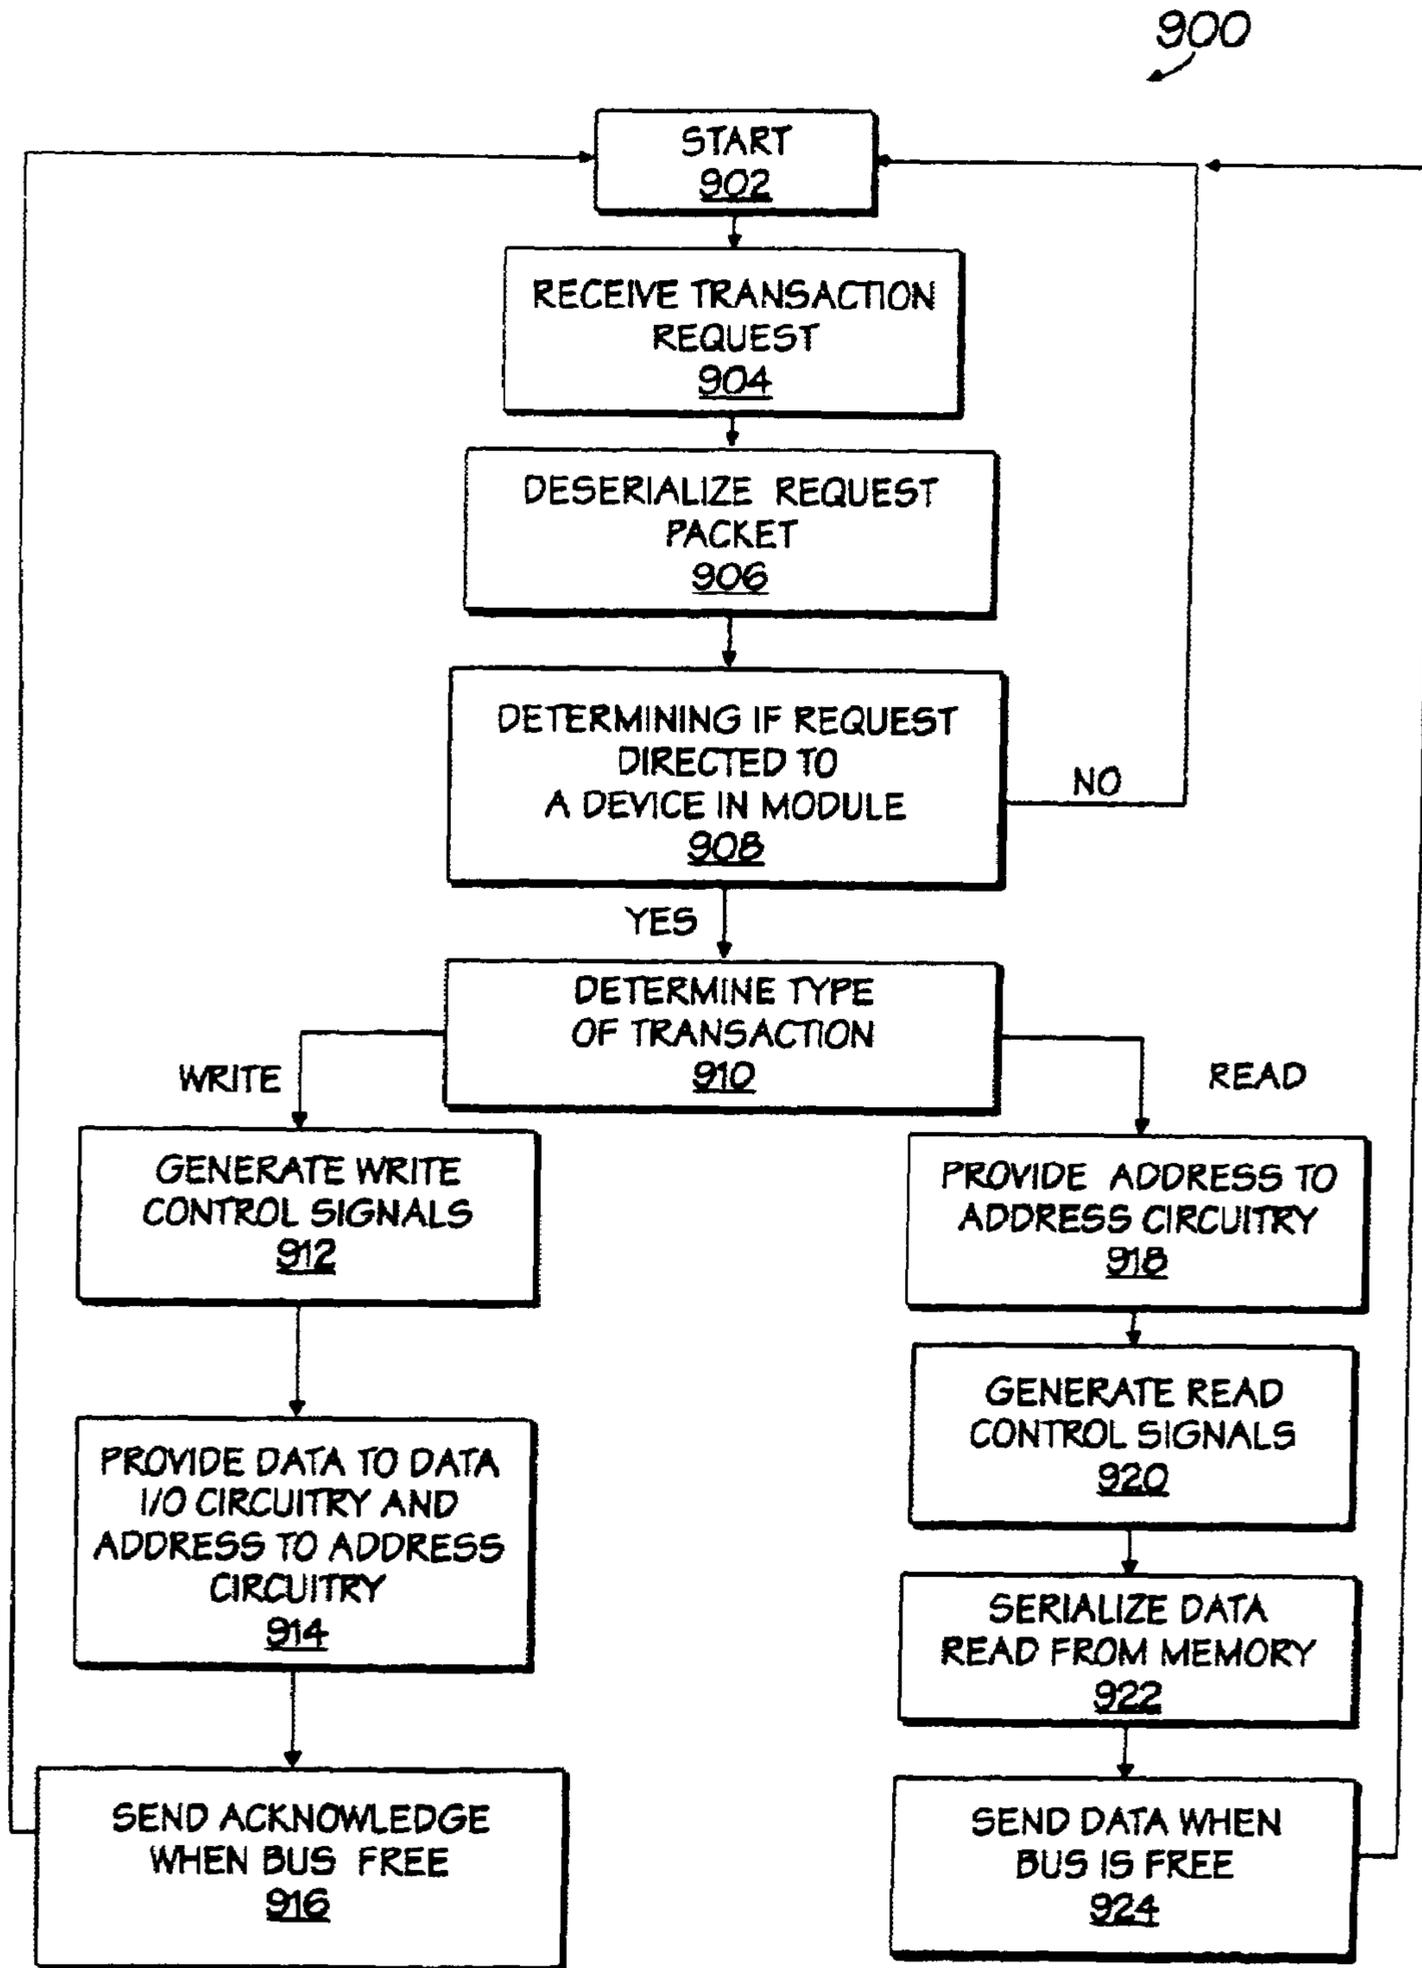 900
START
902
RECEIVE TRANSACTION
REQUEST
904
DESERIALIZE REQUEST
PACKET
906
DETERMINING IF REQUEST
DIRECTED TO
A DEVICE IN MODULE
908
NO
YES
DETERMINE TYPE
OF TRANSACTION
910
WRITE
READ
GENERATE WRITE
CONTROL SIGNALS
912
PROVIDE ADDRESS TO
ADDRESS CIRCUITRY
918
GENERATE READ
CONTROL SIGNALS
920
PROVIDE DATA TO DATA
I/O CIRCUITRY AND
ADDRESS TO ADDRESS
CIRCUITRY
914
SERIALIZE DATA
READ FROM MEMORY
922
SEND ACKNOWLEDGE
WHEN BUS FREE
916
SEND DATA WHEN
BUS IS FREE
924